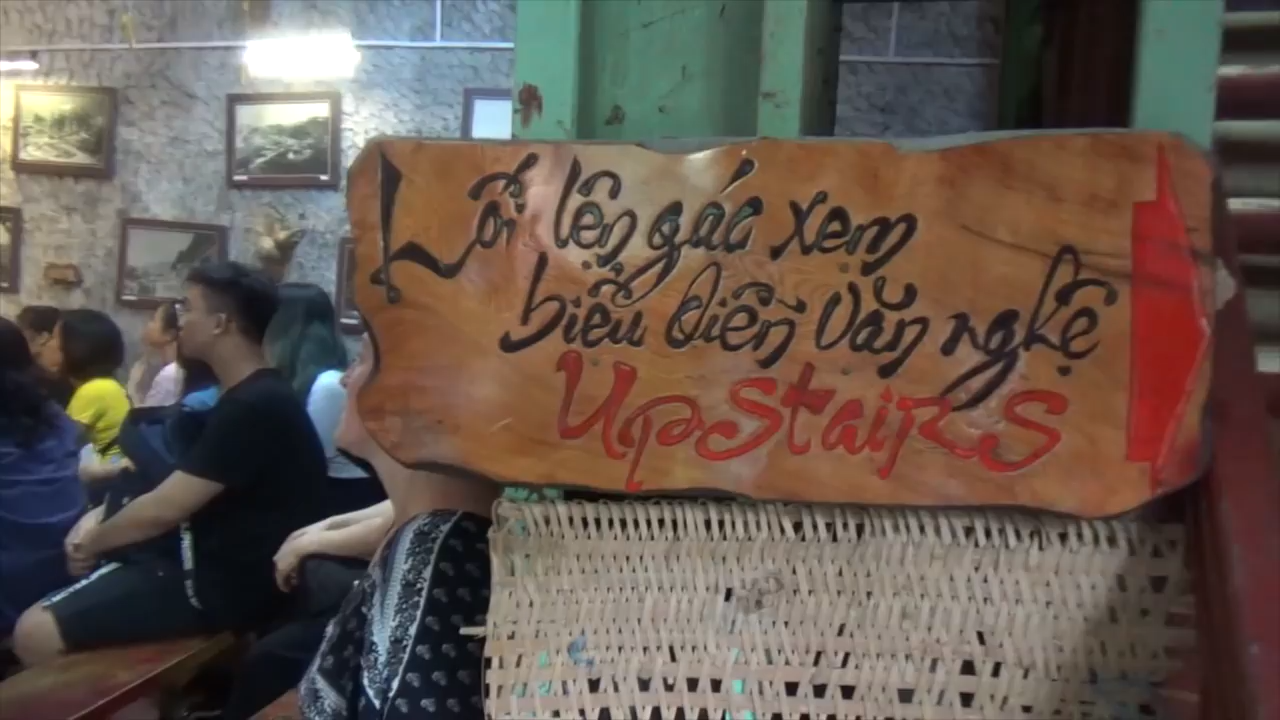 Lối lên gác xem
biểu diễn văn nghệ
UpStaiRS